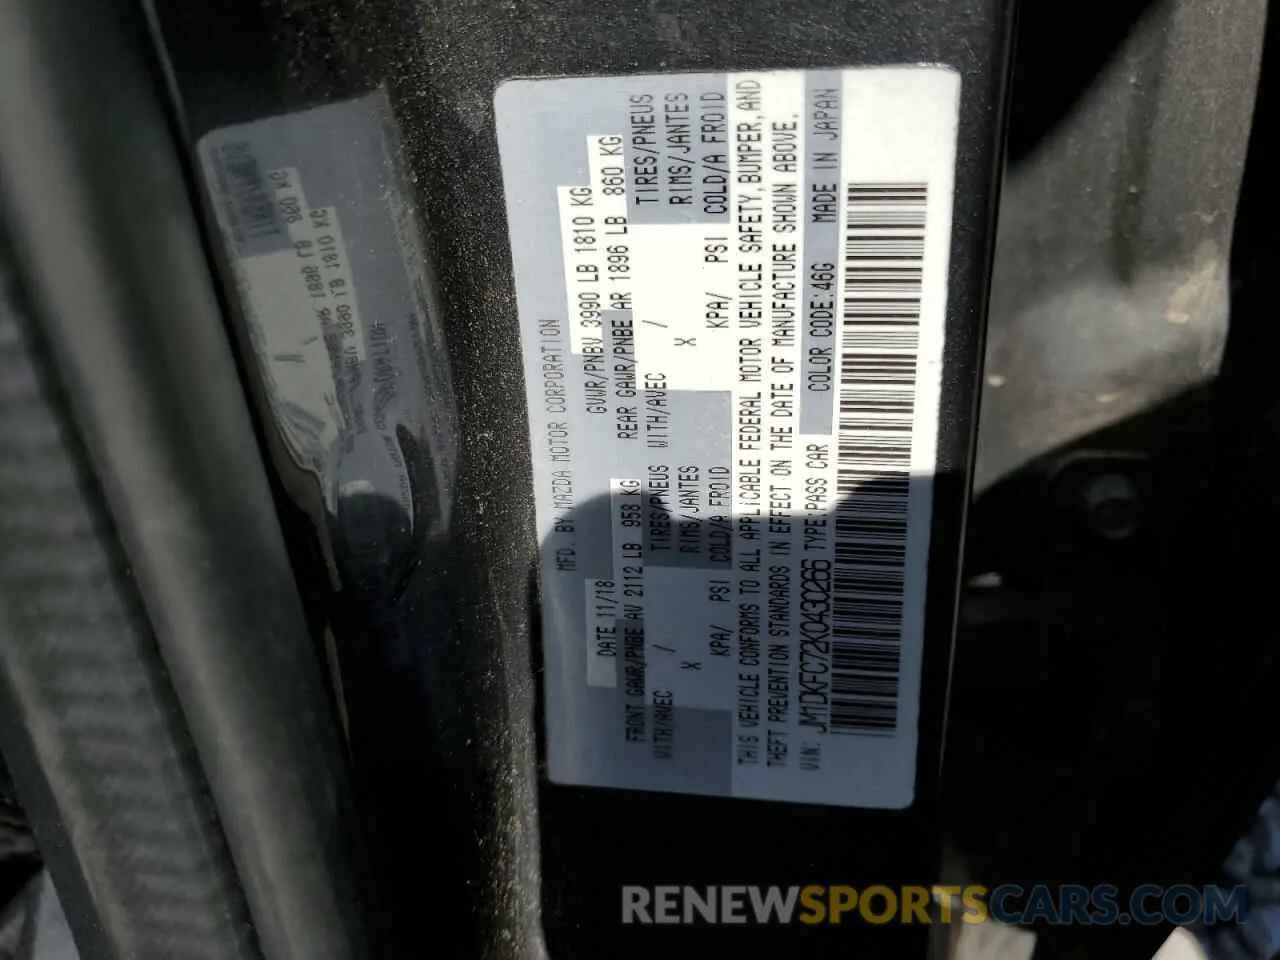 MFD. BY MAZDA MOTOR CORPORATION
DATE 11/18 GVWR/PNBV 3990 LB 1810 KG
FRONT GAWR/PNBE AV 2112 LB 958 KG REAR GAWR/PNBE AR 1896 LB 860 KG
WITH/AVEC / TIRES/PNEUS WITH/AVEC / TIRES/PNEUS
X RIMS/JANTES X RIMS/JANTES
KPA/ PSI COLD/A FROID KPA/ PSI COLD/A FROID
THIS VEHICLE CONFORMS TO ALL APPLICABLE FEDERAL MOTOR VEHICLE SAFETY, BUMPER, AND
THEFT PREVENTION STANDARDS IN EFFECT ON THE DATE OF MANUFACTURE SHOWN ABOVE.
VIN: JM1DKFC72K0430266 TYPE:PASS CAR COLOR CODE:46G MADE IN JAPAN
RENEWSPORTSCARS.COM